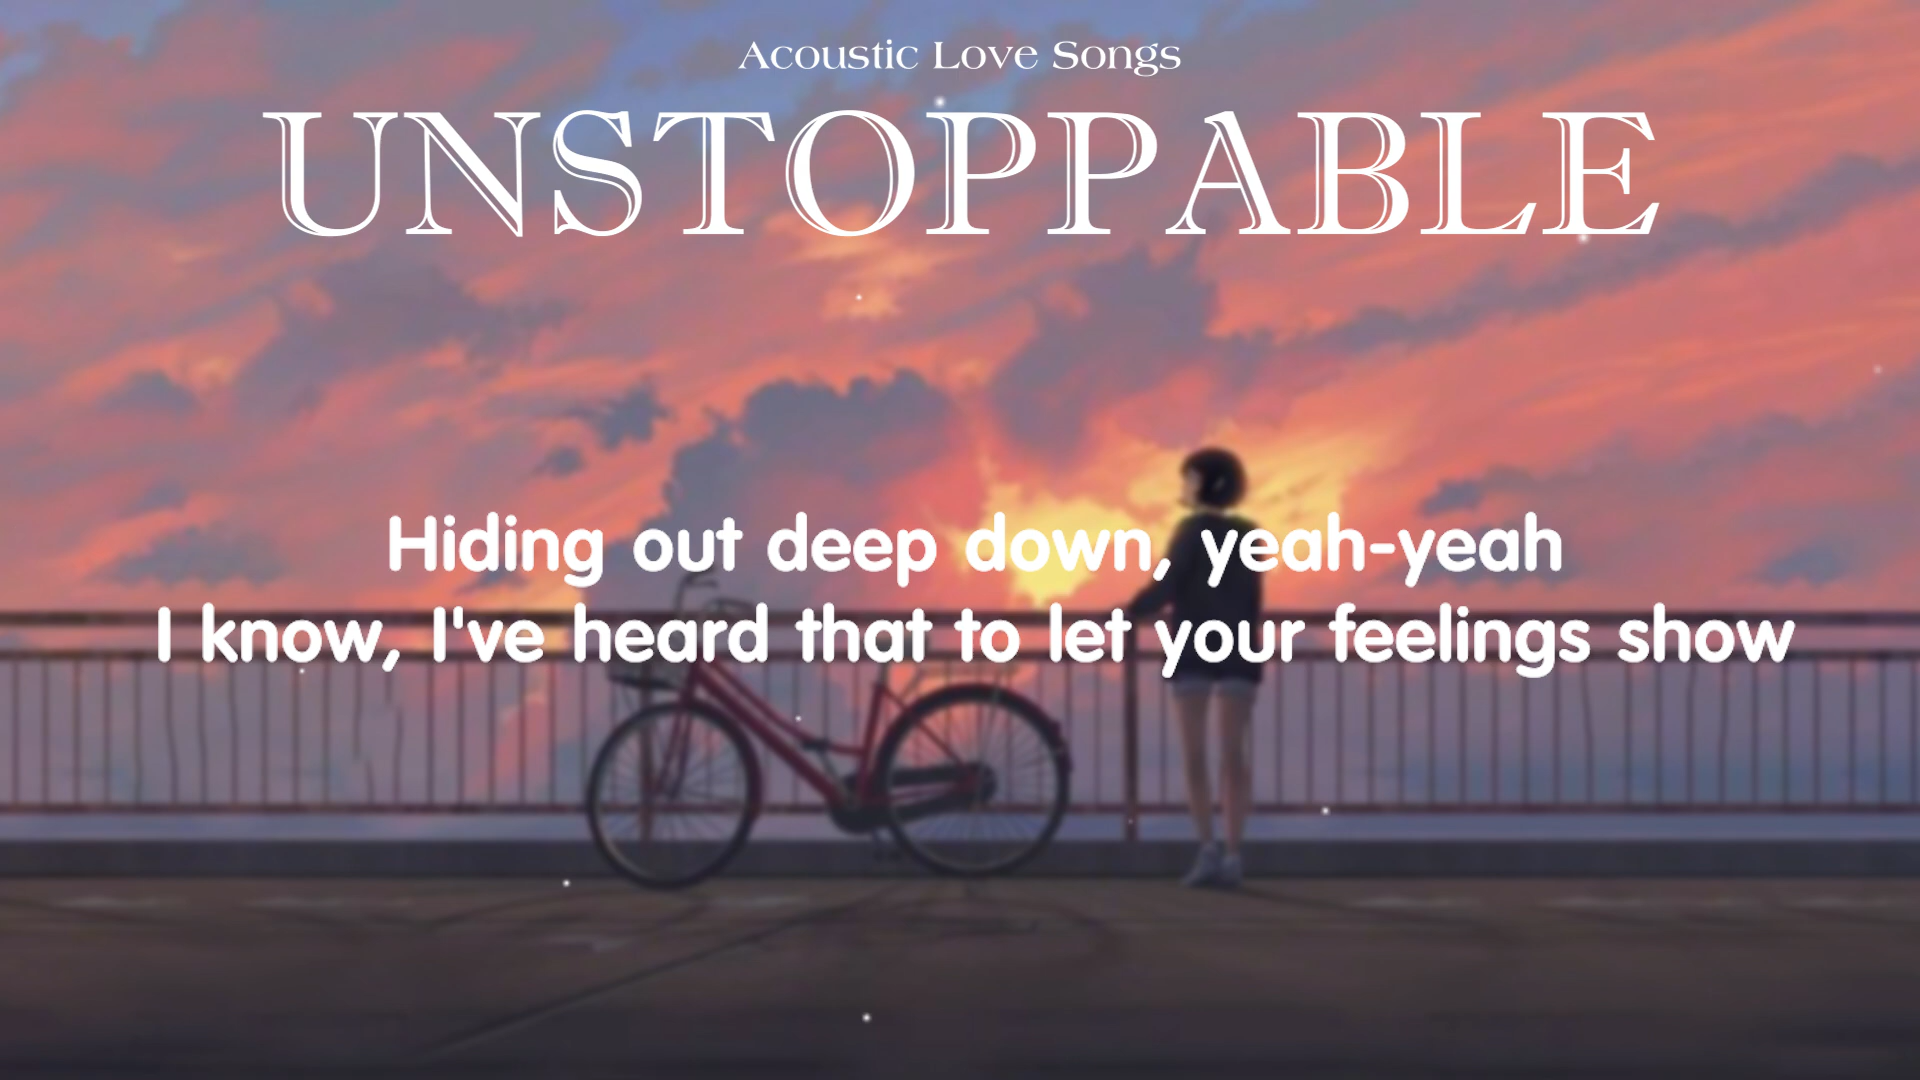 Acoustic Love Songs
UNSTOPPABLE
Hiding out deep down, yeah-yeah
I know, I've heard that to let your feelings show